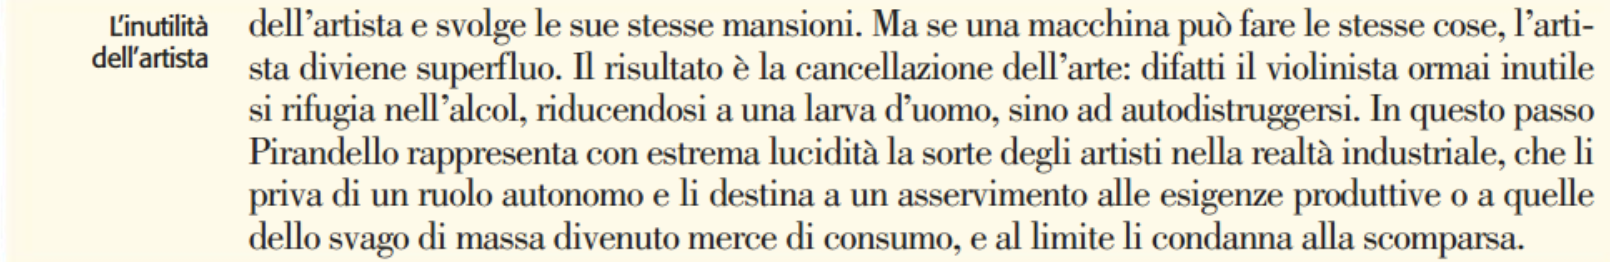 L'inutilità
dell'artista
dell'artista e svolge le sue stesse mansioni. Ma se una macchina può fare le stesse cose, l'arti-
sta diviene superfluo. Il risultato è la cancellazione dell'arte: difatti il violinista ormai inutile
si rifugia nell'alcol, riducendosi a una larva d'uomo, sino ad autodistruggersi. In questo passo
Pirandello rappresenta con estrema lucidità la sorte degli artisti nella realtà industriale, che li
priva di un ruolo autonomo e li destina a un asservimento alle esigenze produttive o a quelle
dello svago di massa divenuto merce di consumo, e al limite li condanna alla scomparsa.